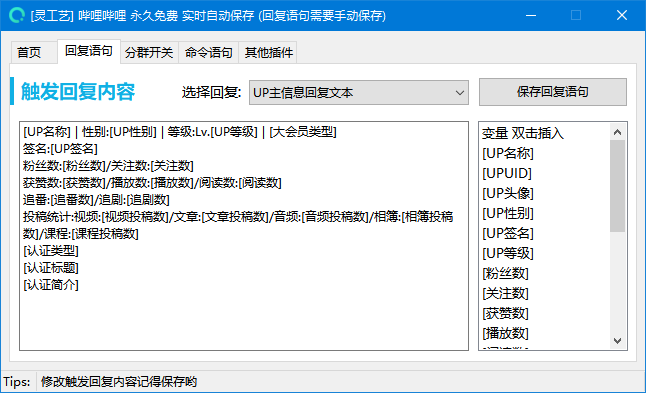 [灵工艺] 哔哩哔哩 永久免费 实时自动保存 (回复语句需要手动保存)
首页 回复语句 分群开关 命令语句 其他插件
触发回复内容 选择回复: UP主信息回复文本 保存回复语句
[UP名称] | 性别:[UP性别] | 等级:Lv.[UP等级] | [大会员类型]
签名:[UP签名]
粉丝数:[粉丝数]/关注数:[关注数]
获赞数:[获赞数]/播放数:[播放数]/阅读数:[阅读数]
追番:[追番数]/追剧:[追剧数]
投稿统计:视频:[视频投稿数]/文章:[文章投稿数]/音频:[音频投稿数]/相簿:[相簿投稿
数]/课程:[课程投稿数]
[认证类型]
[认证标题]
[认证简介]
变量 双击插入
[UP名称]
[UPUID]
[UP头像]
[UP性别]
[UP签名]
[UP等级]
[粉丝数]
[关注数]
[获赞数]
[播放数]
Tips: 修改触发回复内容记得保存哟